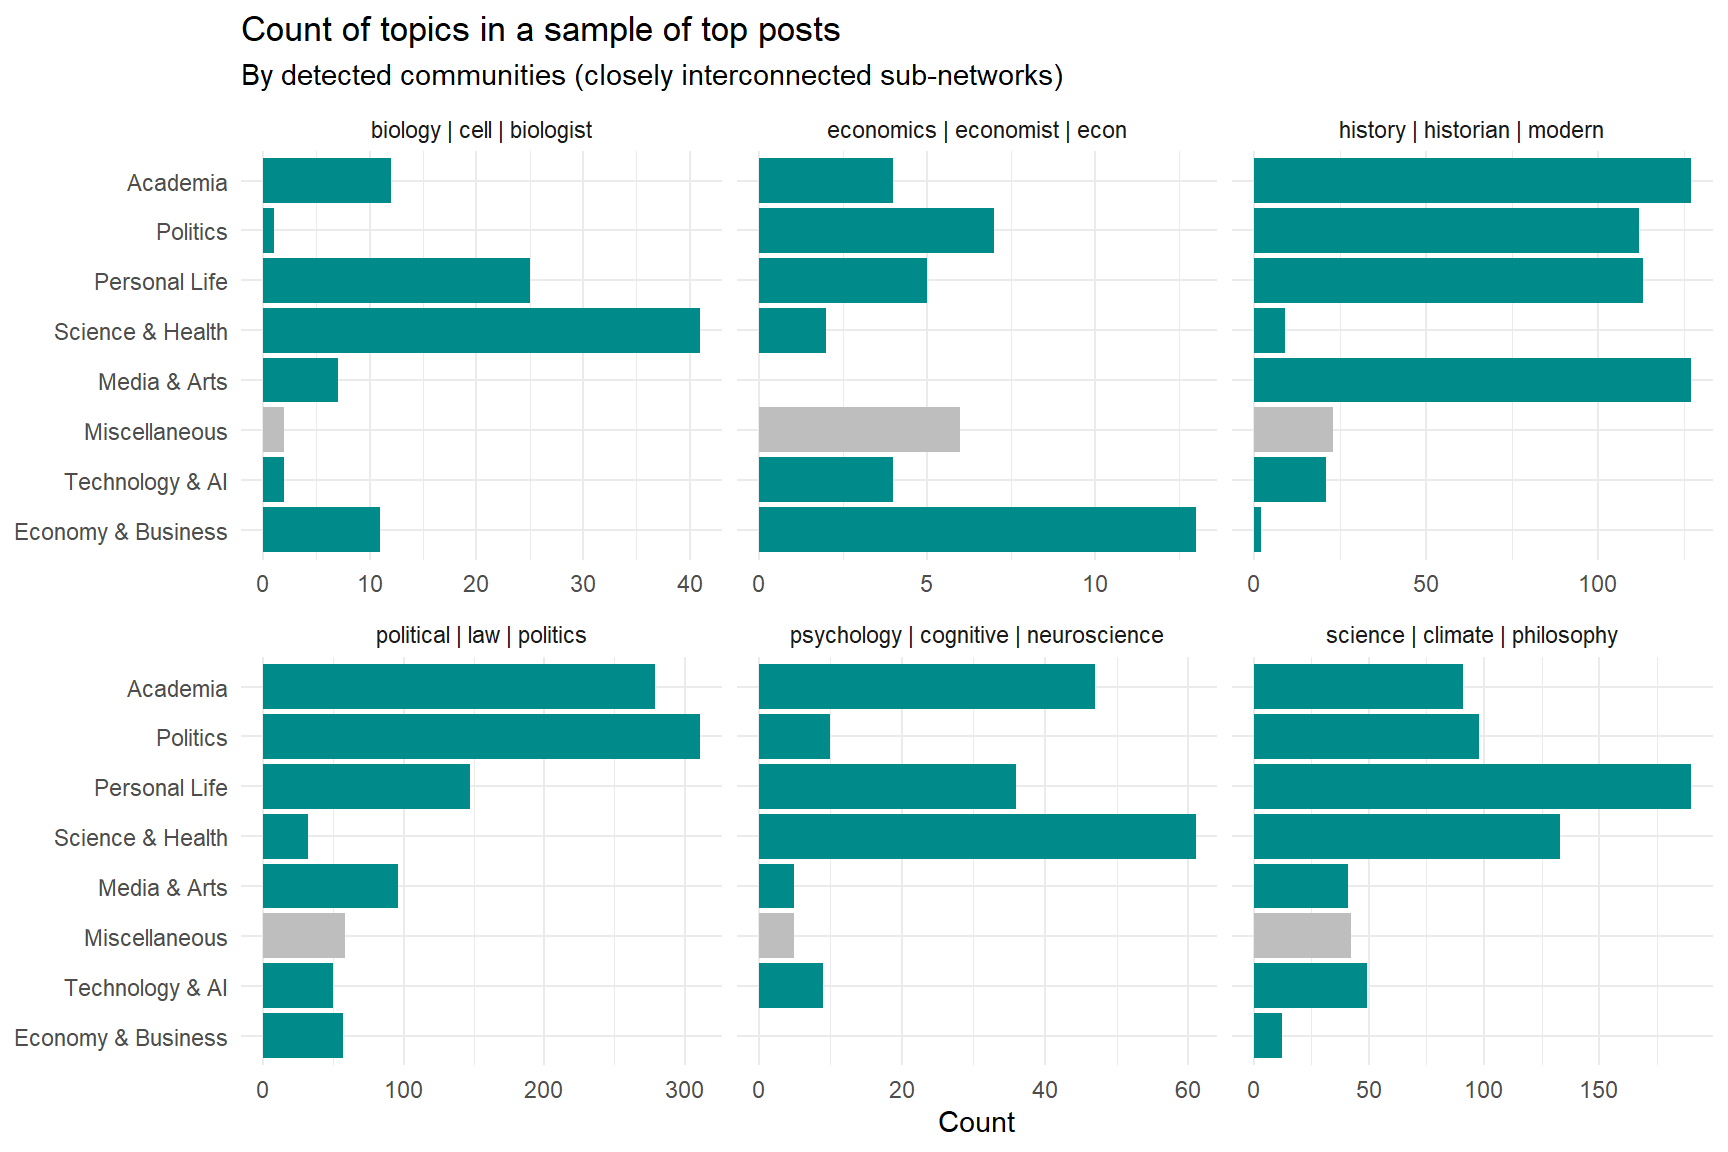 Count of topics in a sample of top posts
By detected communities (closely interconnected sub-networks)
biology | cell | biologist
economics | economist | econ
history | historian | modern
Academia
Politics
Personal Life
Science & Health
Media & Arts
Miscellaneous
Technology & AI
Economy & Business
0 10 20 30 40
0 5 10
0 50 100
political | law | politics
psychology | cognitive | neuroscience
science | climate | philosophy
Academia
Politics
Personal Life
Science & Health
Media & Arts
Miscellaneous
Technology & AI
Economy & Business
0 100 200 300
0 20 40 60
0 50 100 150
Count